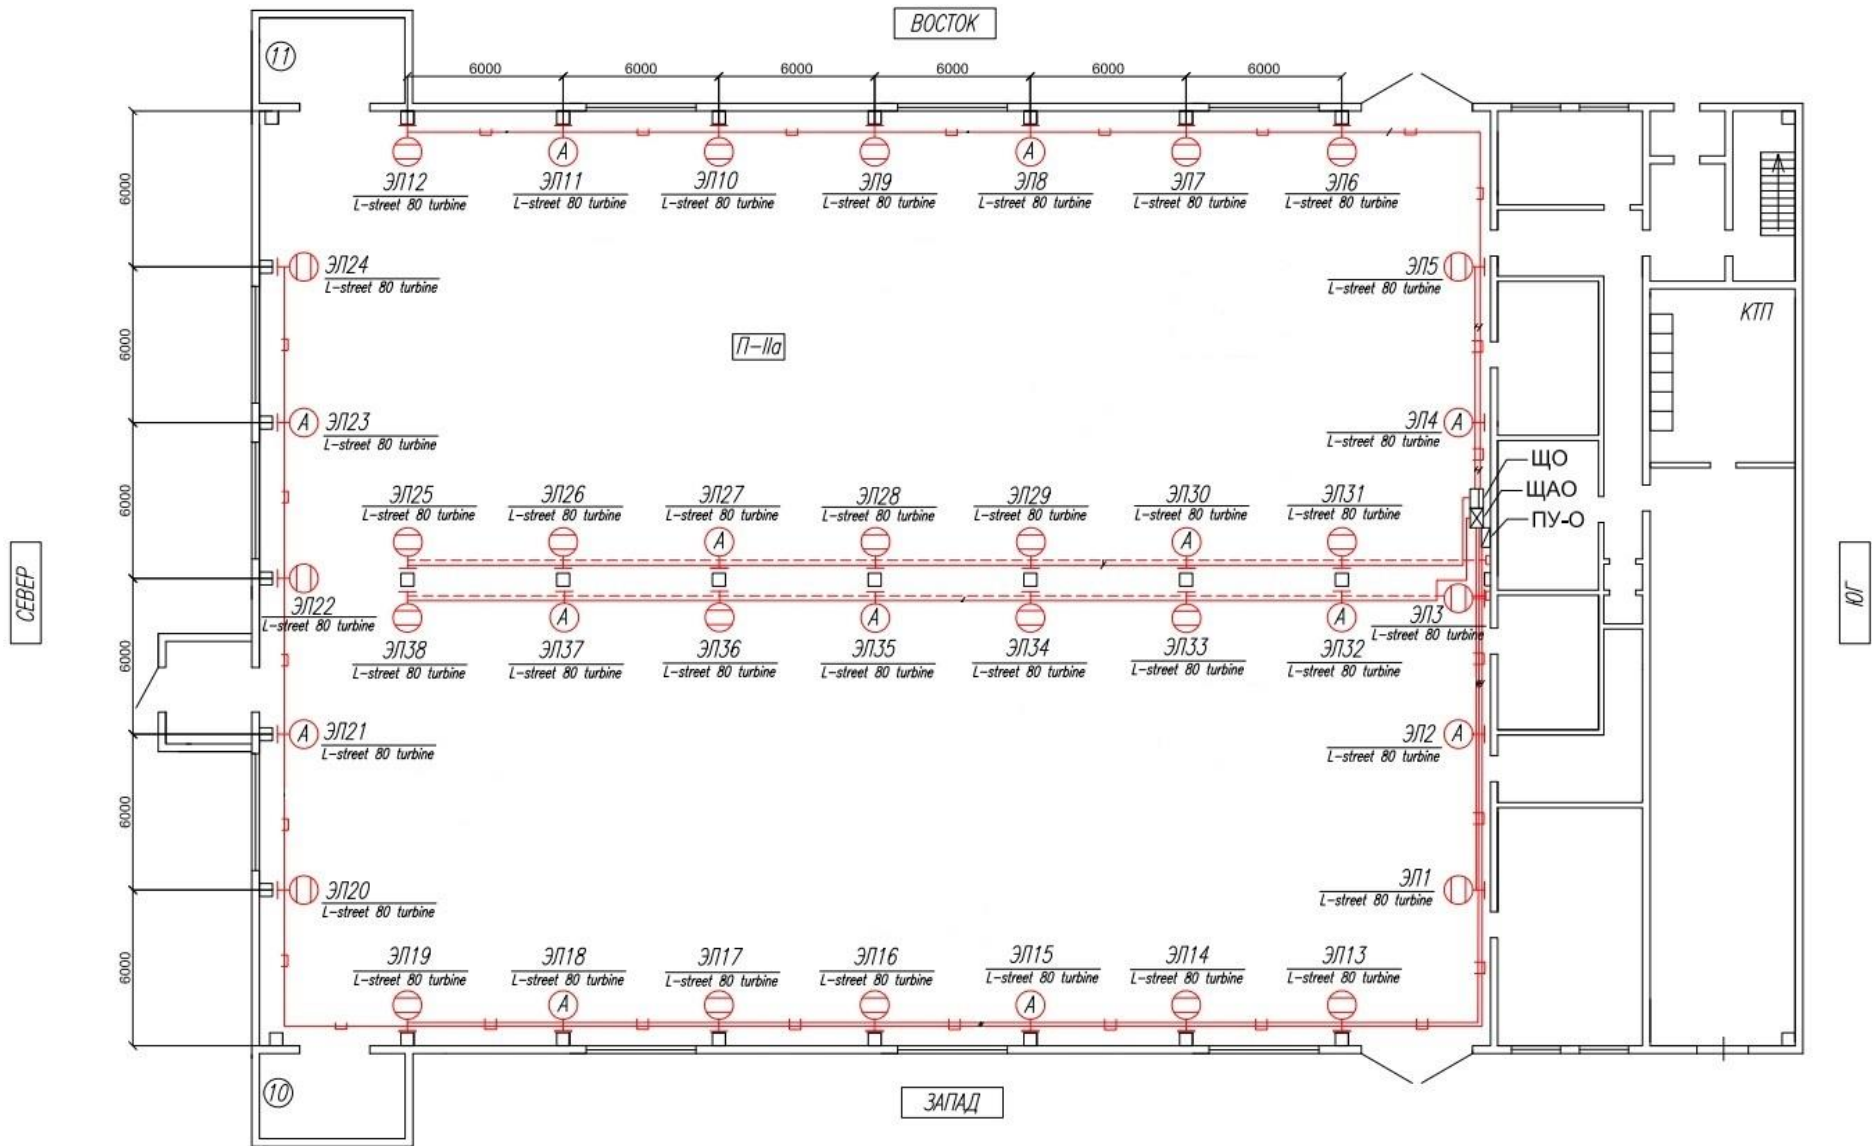 ВОСТОК
11
6000 6000 6000 6000 6000 6000
6000
ЭЛ12 ЭЛ11 ЭЛ10 ЭЛ9 ЭЛ8 ЭЛ7 ЭЛ6
А А
L-street 80 turbine L-street 80 turbine L-street 80 turbine L-street 80 turbine L-street 80 turbine L-street 80 turbine L-street 80 turbine
ЭЛ24
L-street 80 turbine
ЭЛ5
L-street 80 turbine
КТП
6000
П-IIа
А ЭЛ23
L-street 80 turbine
ЭЛ4 А
L-street 80 turbine
ЩО
ЩАО
ПУ-О
6000
ЭЛ25 ЭЛ26 ЭЛ27 ЭЛ28 ЭЛ29 ЭЛ30 ЭЛ31
L-street 80 turbine L-street 80 turbine L-street 80 turbine L-street 80 turbine L-street 80 turbine L-street 80 turbine L-street 80 turbine
А А
СЕВЕР
ЮГ
ЭЛ22
L-street 80 turbine
ЭЛ3
L-street 80 turbine
А А А
6000
ЭЛ38 ЭЛ37 ЭЛ36 ЭЛ35 ЭЛ34 ЭЛ33 ЭЛ32
L-street 80 turbine L-street 80 turbine L-street 80 turbine L-street 80 turbine L-street 80 turbine L-street 80 turbine L-street 80 turbine
А ЭЛ21
L-street 80 turbine
ЭЛ2 А
L-street 80 turbine
6000
ЭЛ20
L-street 80 turbine
ЭЛ1
L-street 80 turbine
6000
ЭЛ19 ЭЛ18 ЭЛ17 ЭЛ16 ЭЛ15 ЭЛ14 ЭЛ13
L-street 80 turbine L-street 80 turbine L-street 80 turbine L-street 80 turbine L-street 80 turbine L-street 80 turbine L-street 80 turbine
А А
10
ЗАПАД